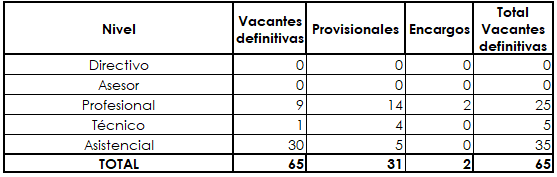 Nivel Vacantes definitivas Provisionales Encargos Total Vacantes definitivas
Directivo 0 0 0 0
Asesor 0 0 0 0
Profesional 9 14 2 25
Técnico 1 4 0 5
Asistencial 30 5 0 35
TOTAL 65 31 2 65